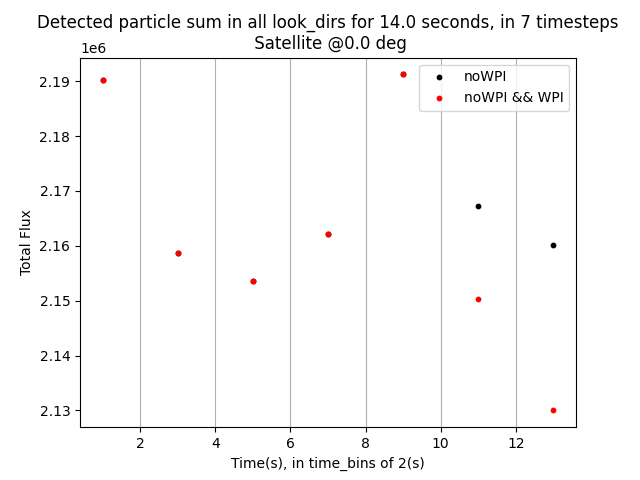 Detected particle sum in all look_dirs for 14.0 seconds, in 7 timesteps
Satellite @0.0 deg
1e6
noWPI
noWPI && WPI
2.19
2.18
2.17
2.16
2.15
2.14
2.13
Total Flux
2 4 6 8 10 12
Time(s), in time_bins of 2(s)